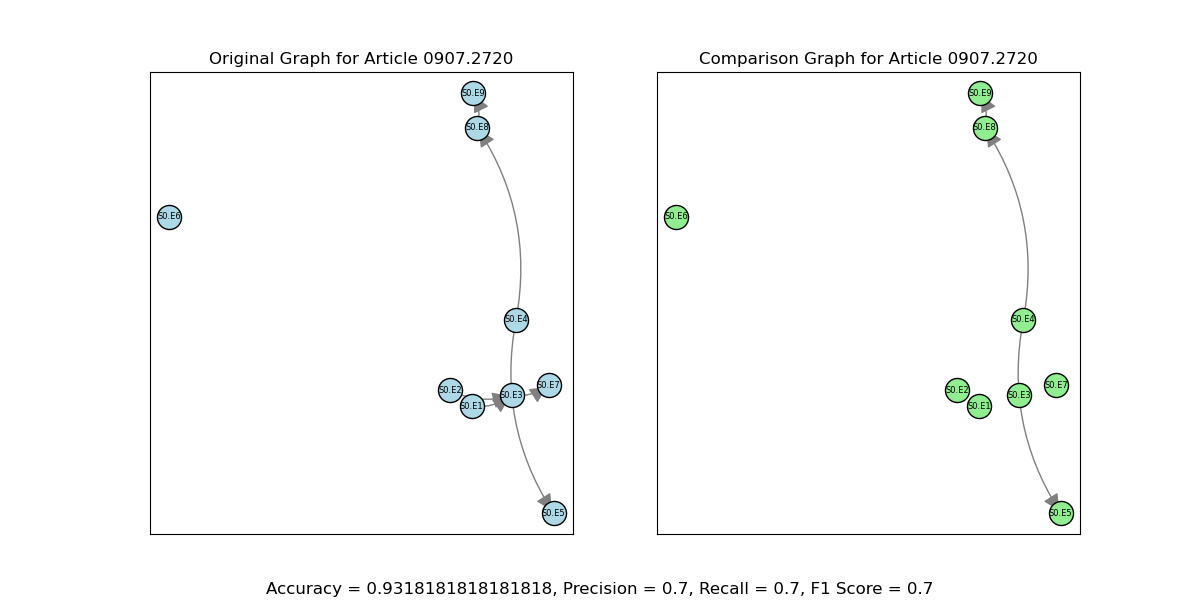 Original Graph for Article 0907.2720
S0.E9
S0.E8
S0.E6
S0.E4
S0.E2
S0.E7
S0.E3
S0.E1
S0.E5
Comparison Graph for Article 0907.2720
S0.E9
S0.E8
S0.E6
S0.E4
S0.E2
S0.E7
S0.E3
S0.E1
S0.E5
Accuracy = 0.9318181818181818, Precision = 0.7, Recall = 0.7, F1 Score = 0.7